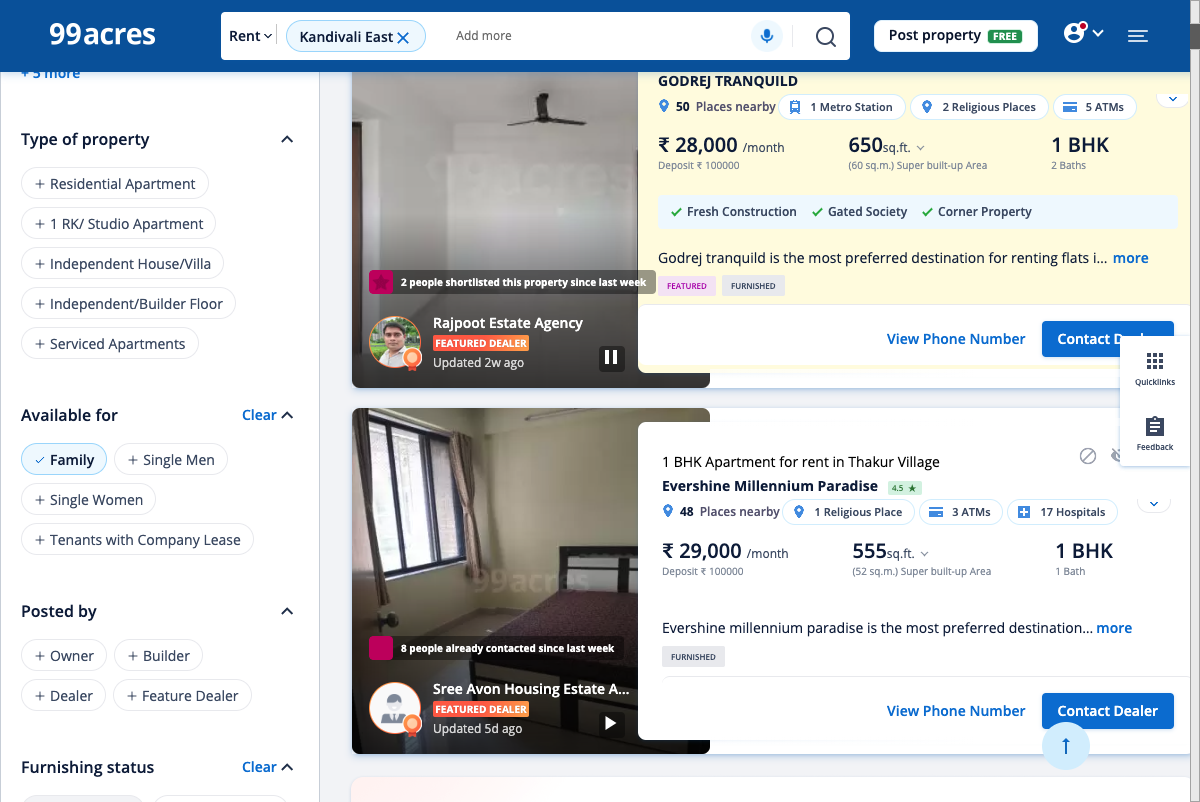 99acres
Rent
Kandivali East
Add more
Post property FREE
+ 5 more
Type of property
+ Residential Apartment
+ 1 RK/ Studio Apartment
+ Independent House/Villa
+ Independent/Builder Floor
+ Serviced Apartments
Available for
Clear
Family
+ Single Men
+ Single Women
+ Tenants with Company Lease
Posted by
+ Owner
+ Builder
+ Dealer
+ Feature Dealer
Furnishing status
Clear
99acres
2 people shortlisted this property since last week
Rajpoot Estate Agency
FEATURED DEALER
Updated 2w ago
GODREJ TRANQUILD
50 Places nearby
1 Metro Station
2 Religious Places
5 ATMs
₹ 28,000 /month
Deposit ₹ 100000
650sq.ft.
(60 sq.m.) Super built-up Area
1 BHK
2 Baths
Fresh Construction
Gated Society
Corner Property
Godrej tranquild is the most preferred destination for renting flats i... more
FEATURED
FURNISHED
View Phone Number
Contact
Quicklinks
Feedback
99acres
8 people already contacted since last week
Sree Avon Housing Estate A...
FEATURED DEALER
Updated 5d ago
1 BHK Apartment for rent in Thakur Village
Evershine Millennium Paradise 4.5 ★
48 Places nearby
1 Religious Place
3 ATMs
17 Hospitals
₹ 29,000 /month
Deposit ₹ 100000
555sq.ft.
(52 sq.m.) Super built-up Area
1 BHK
1 Bath
Evershine millennium paradise is the most preferred destination... more
FURNISHED
View Phone Number
Contact Dealer